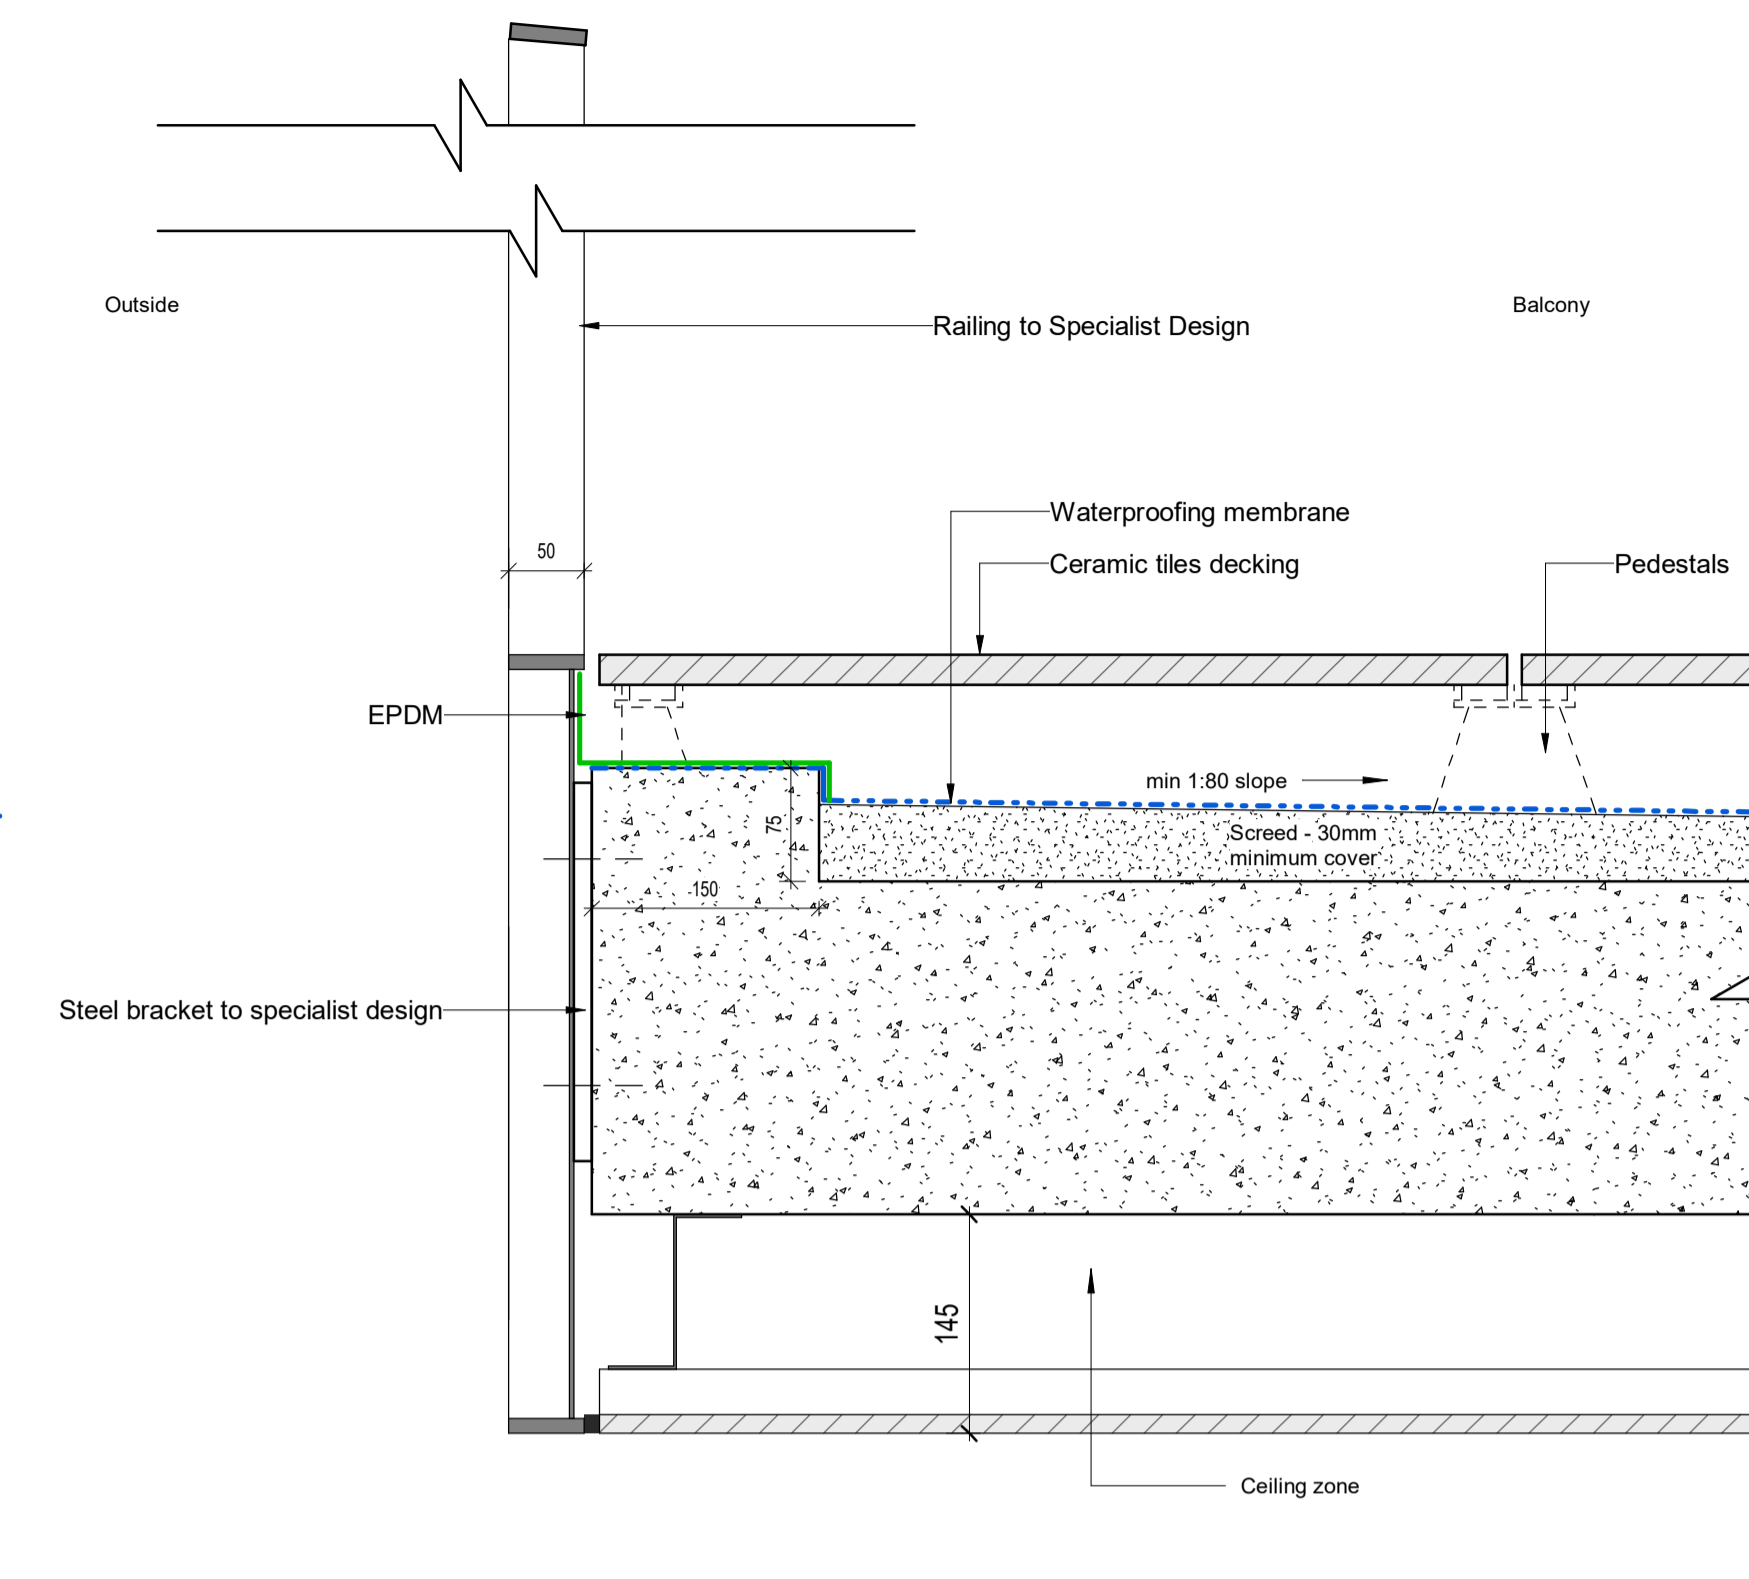 Outside
Balcony
Railing to Specialist Design
Waterproofing membrane
50
Ceramic tiles decking
Pedestals
EPDM
min 1:80 slope
75
Screed - 30mm
minimum cover
150
Steel bracket to specialist design
145
Ceiling zone